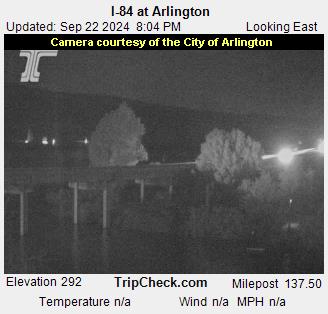 I-84 at Arlington
Updated: Sep 22 2024 8:04 PM Looking East
Camera courtesy of the City of Arlington
Elevation 292 TripCheck.com Milepost 137.50
Temperature n/a Wind n/a MPH n/a